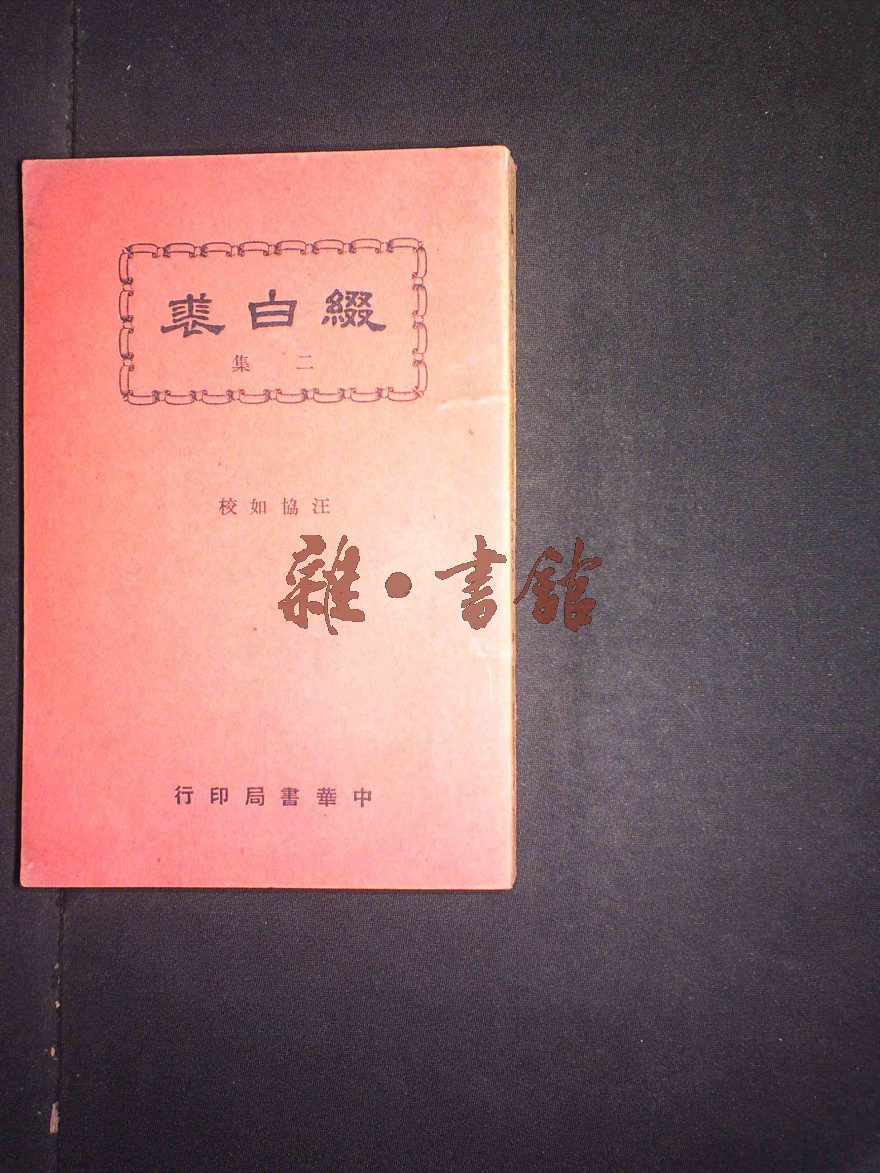 綴白裘
二集
汪協如校
雜·書館
中華書局印行